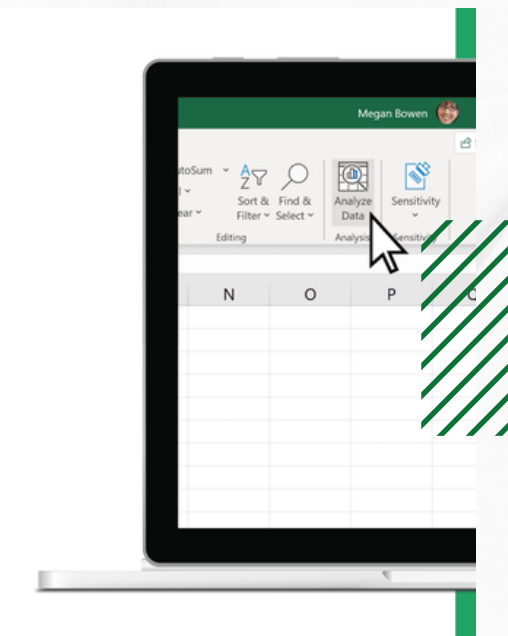 Megan Bowen
utoSum
Sort &
Filter
Find &
Select
Analyze
Data
Sensitivity
l
ear
Editing
Analysis
Sensitivity
N O P